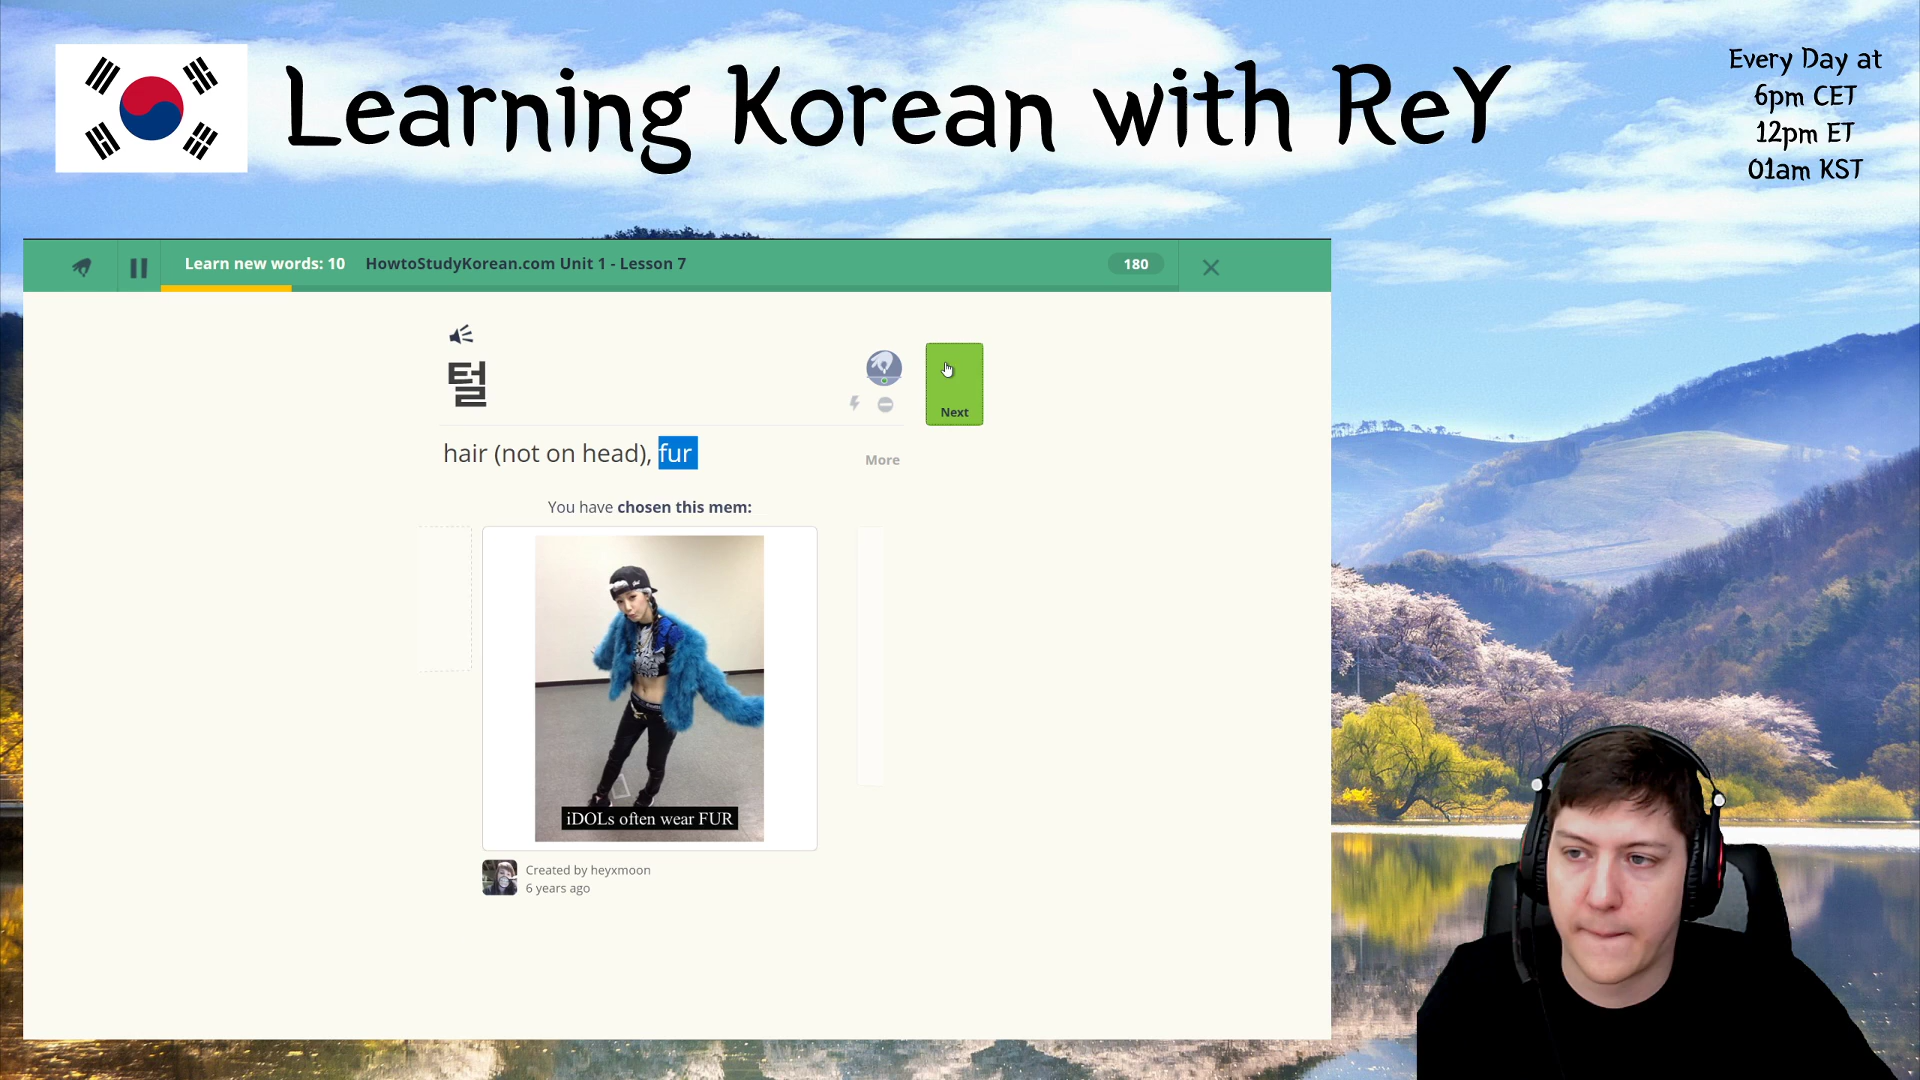 Learning Korean with ReY
Every Day at
6pm CET
12pm ET
01am KST
Learn new words: 10 HowtoStudyKorean.com Unit 1 - Lesson 7 180
털
Next
hair (not on head), fur
More
You have chosen this mem:
iDOLs often wear FUR
Created by heyxmoon
6 years ago